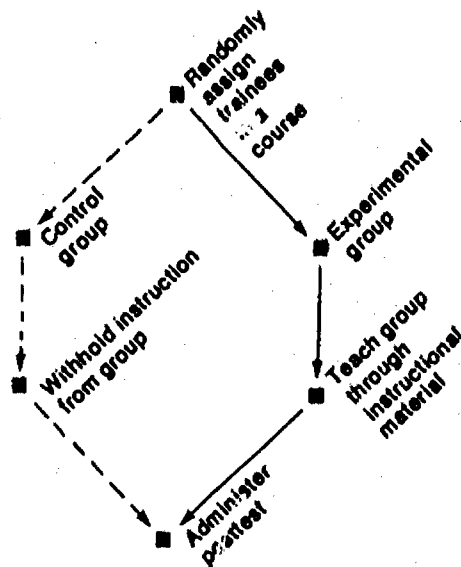 Randomly
assign
trainees
course
Control
group
Experimental
group
Withhold instruction
from group
Teach group
through
instructional
material
Administer
posttest